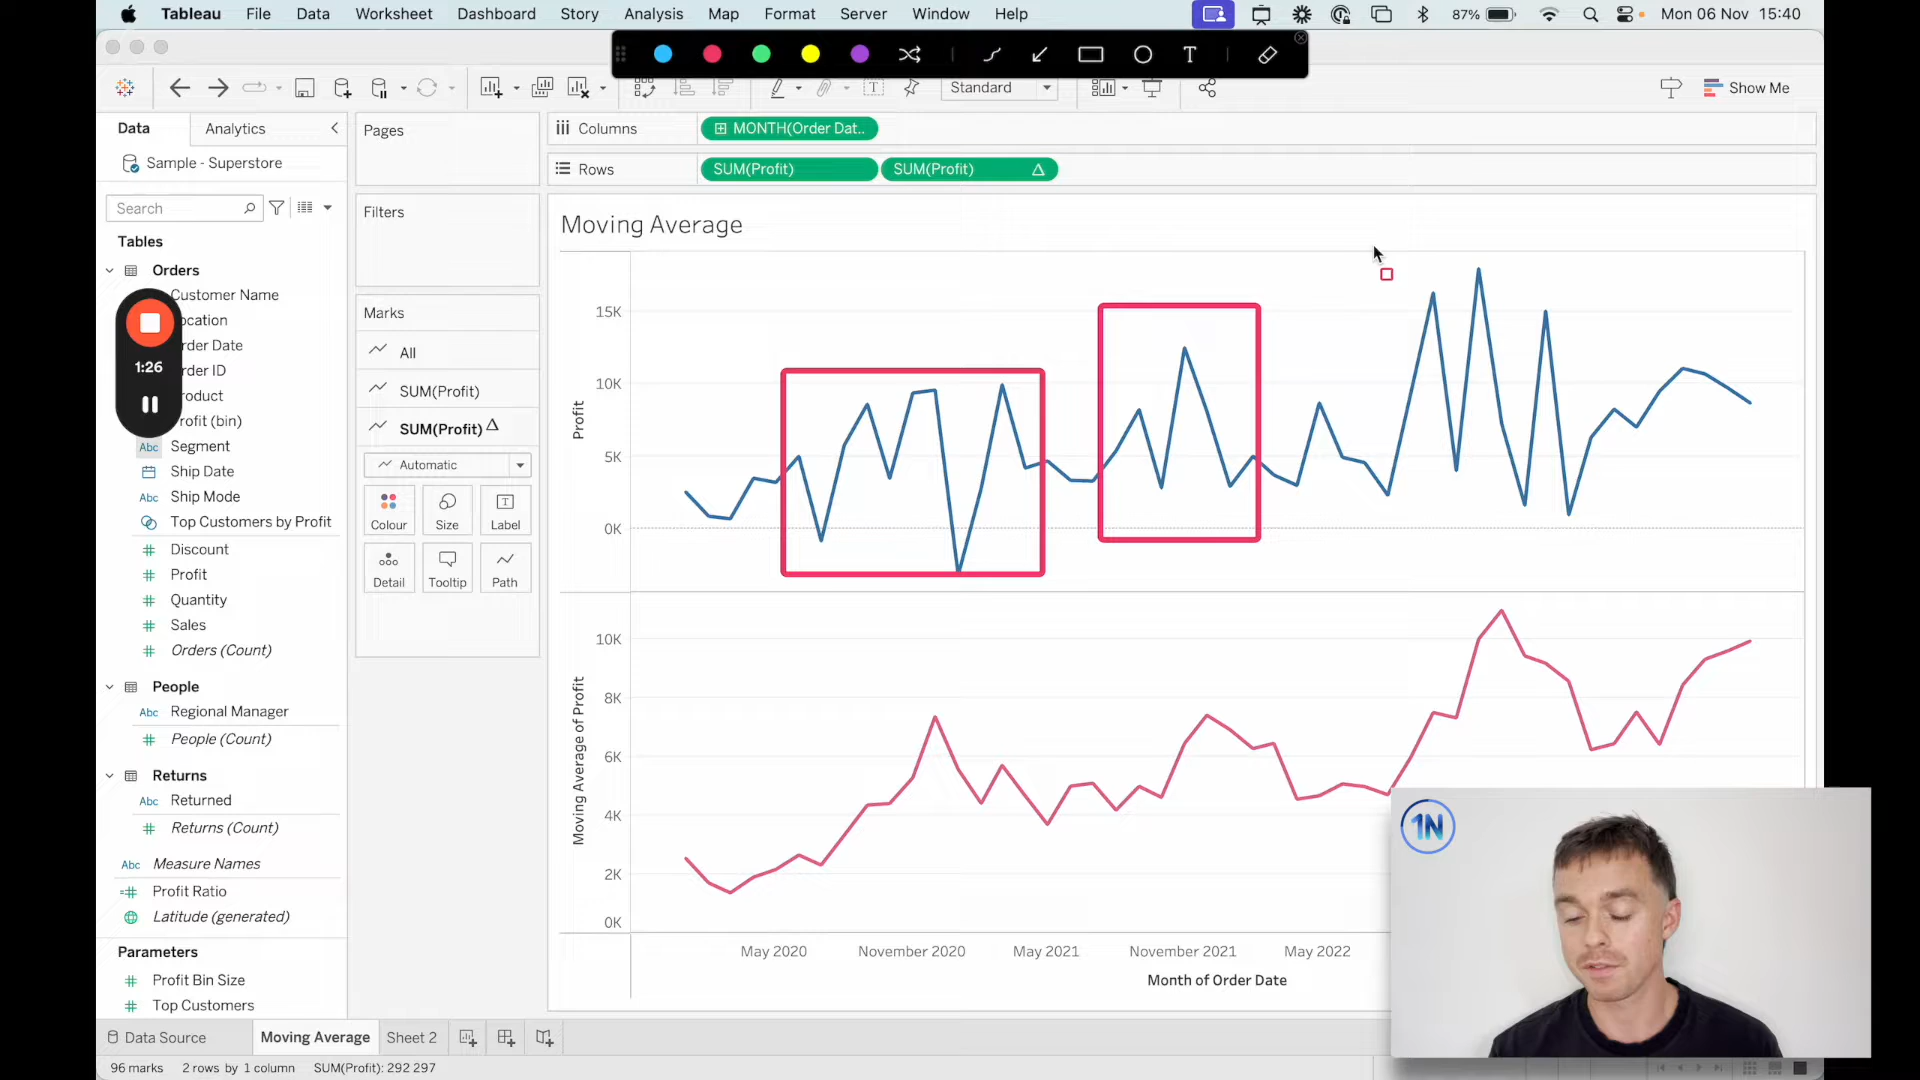 Tableau File Data Worksheet Dashboard Story Analysis Map Format Server Window Help 87% Mon 06 Nov 15:40
T
Standard
Show Me
Data Analytics
Pages
Columns
MONTH(Order Dat..
Sample - Superstore
Rows
SUM(Profit)
SUM(Profit)
Search
Filters
Moving Average
Tables
Orders
Customer Name
ocation
rder Date
rder ID
roduct
rofit (bin)
Abc Segment
Ship Date
Abc Ship Mode
Top Customers by Profit
Discount
Profit
Quantity
Sales
Orders (Count)
People
Abc Regional Manager
People (Count)
Returns
Abc Returned
Returns (Count)
Abc Measure Names
Profit Ratio
Latitude (generated)
Parameters
Profit Bin Size
Top Customers
1:26
Marks
All
SUM(Profit)
SUM(Profit)
Automatic
Colour Size Label
Detail Tooltip Path
Profit
15K
10K
5K
0K
Moving Average of Profit
10K
8K
6K
4K
2K
0K
May 2020 November 2020 May 2021 November 2021 May 2022
Month of Order Date
1N
Data Source Moving Average Sheet 2
96 marks 2 rows by 1 column SUM(Profit): 292 297